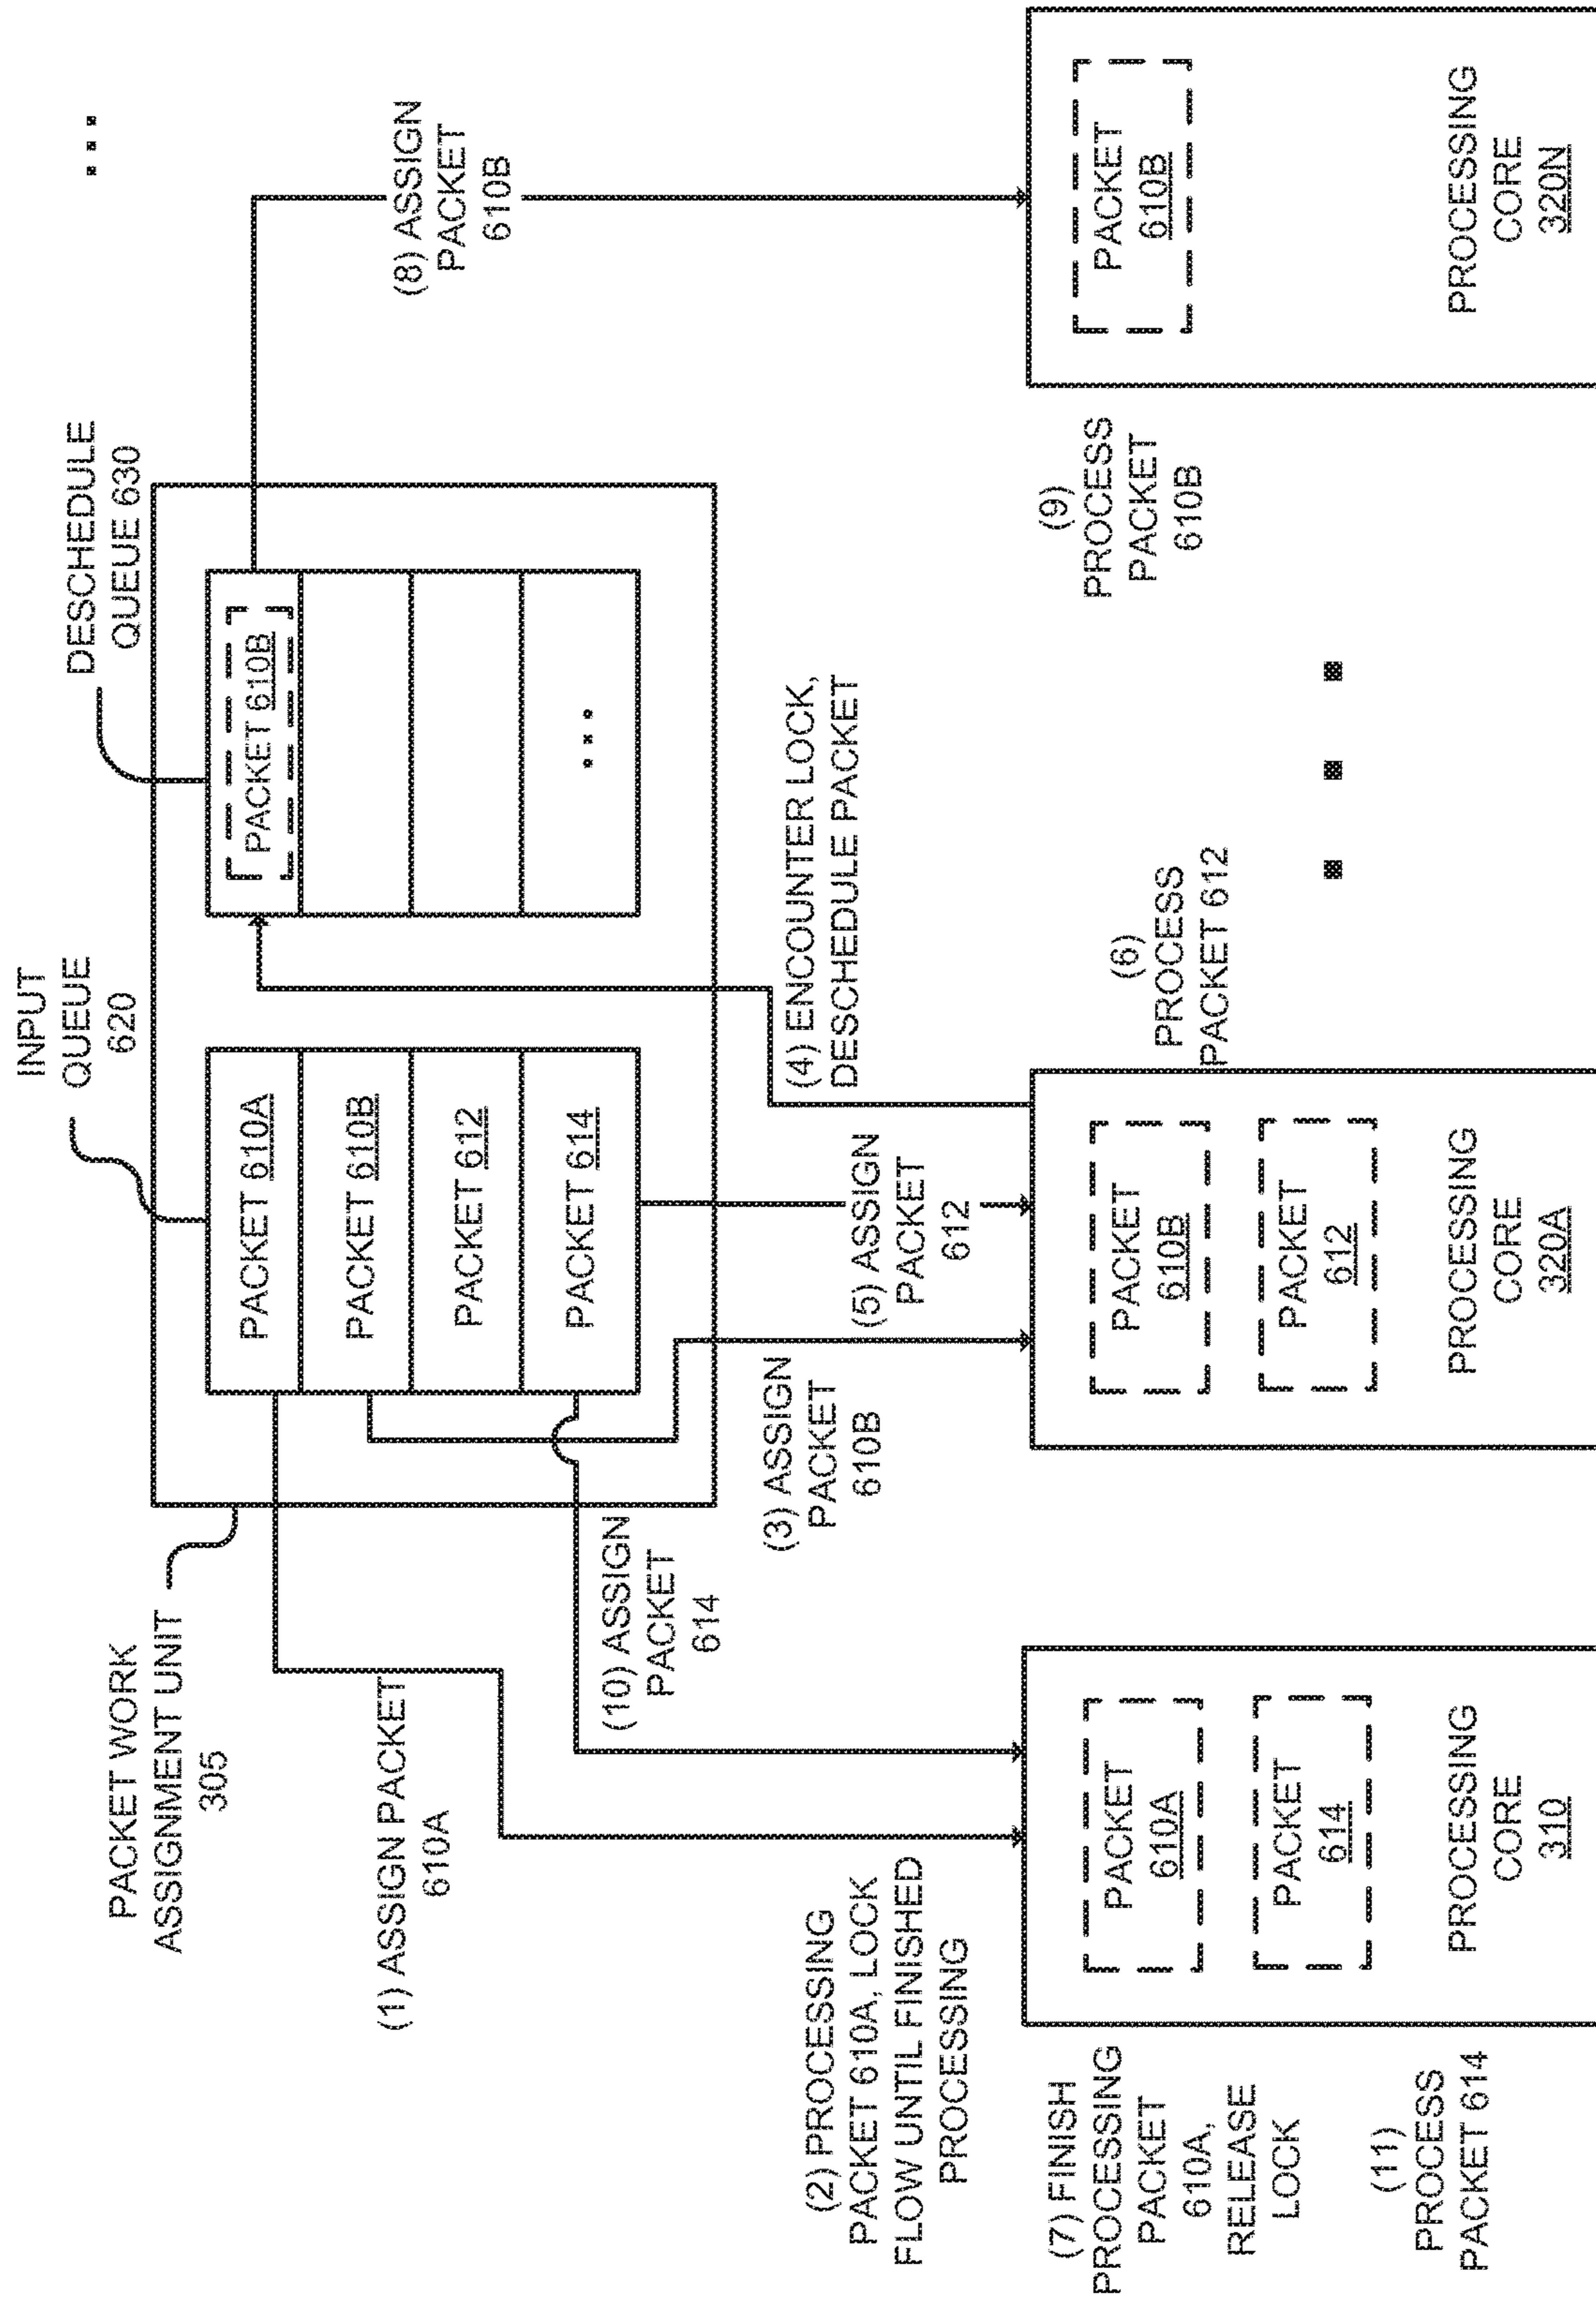 INPUT
QUEUE
620
DESCHEDULE
QUEUE 630
PACKET WORK
ASSIGNMENT UNIT
305
PACKET 610A
PACKET 610B
PACKET 612
PACKET 614
PACKET 610B
(1) ASSIGN PACKET
610A
(8) ASSIGN
PACKET
610B
(10) ASSIGN
PACKET
614
(3) ASSIGN
PACKET
610B
(5) ASSIGN
PACKET
612
(4) ENCOUNTER LOCK,
DESCHEDULE PACKET
(2) PROCESSING
PACKET 610A, LOCK
FLOW UNTIL FINISHED
PROCESSING
(7) FINISH
PROCESSING
PACKET
610A,
RELEASE
LOCK
(11)
PROCESS
PACKET 614
PACKET
610A
PACKET
614
PROCESSING
CORE
310
PACKET
610B
PACKET
612
PROCESSING
CORE
320A
(6)
PROCESS
PACKET 612
(9)
PROCESS
PACKET
610B
PACKET
610B
PROCESSING
CORE
320N